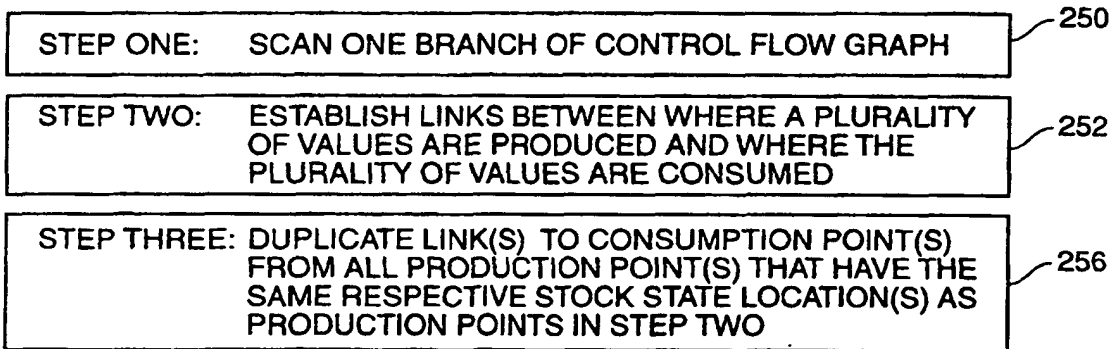 STEP ONE: SCAN ONE BRANCH OF CONTROL FLOW GRAPH 250
STEP TWO: ESTABLISH LINKS BETWEEN WHERE A PLURALITY
OF VALUES ARE PRODUCED AND WHERE THE 252
PLURALITY OF VALUES ARE CONSUMED
STEP THREE: DUPLICATE LINK(S) TO CONSUMPTION POINT(S)
FROM ALL PRODUCTION POINT(S) THAT HAVE THE 256
SAME RESPECTIVE STOCK STATE LOCATION(S) AS
PRODUCTION POINTS IN STEP TWO